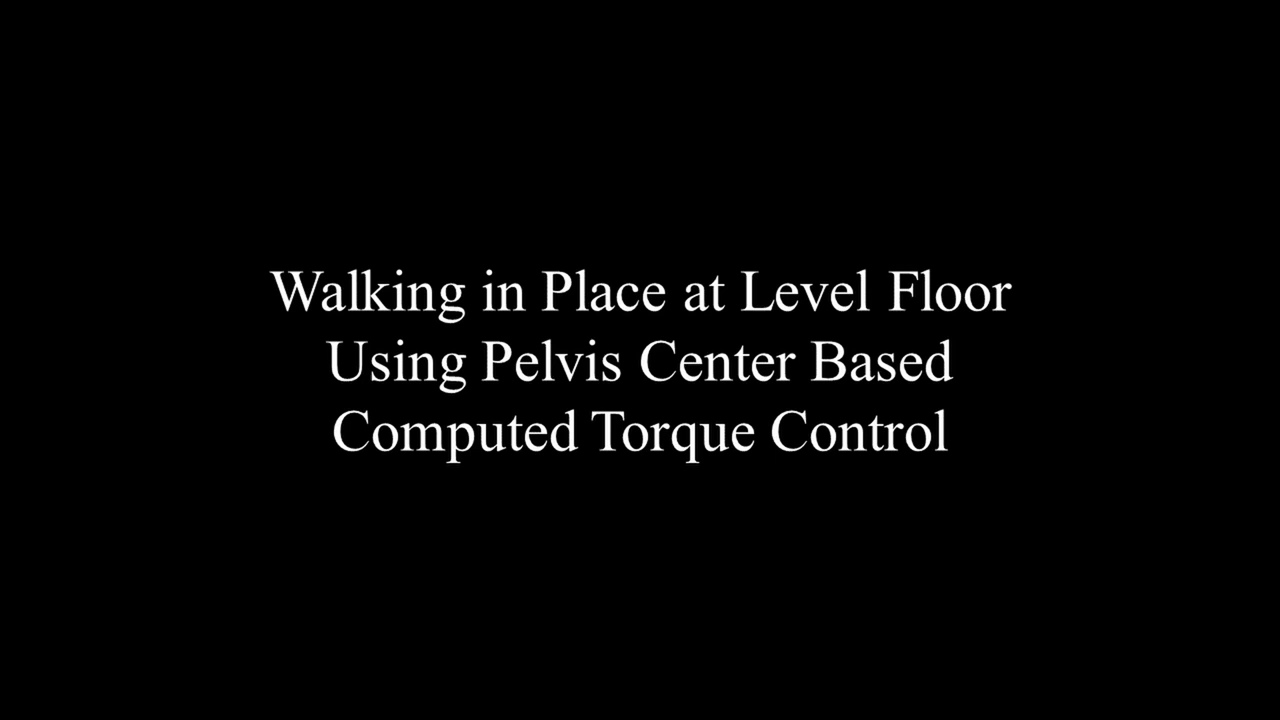 Walking in Place at Level Floor
Using Pelvis Center Based
Computed Torque Control